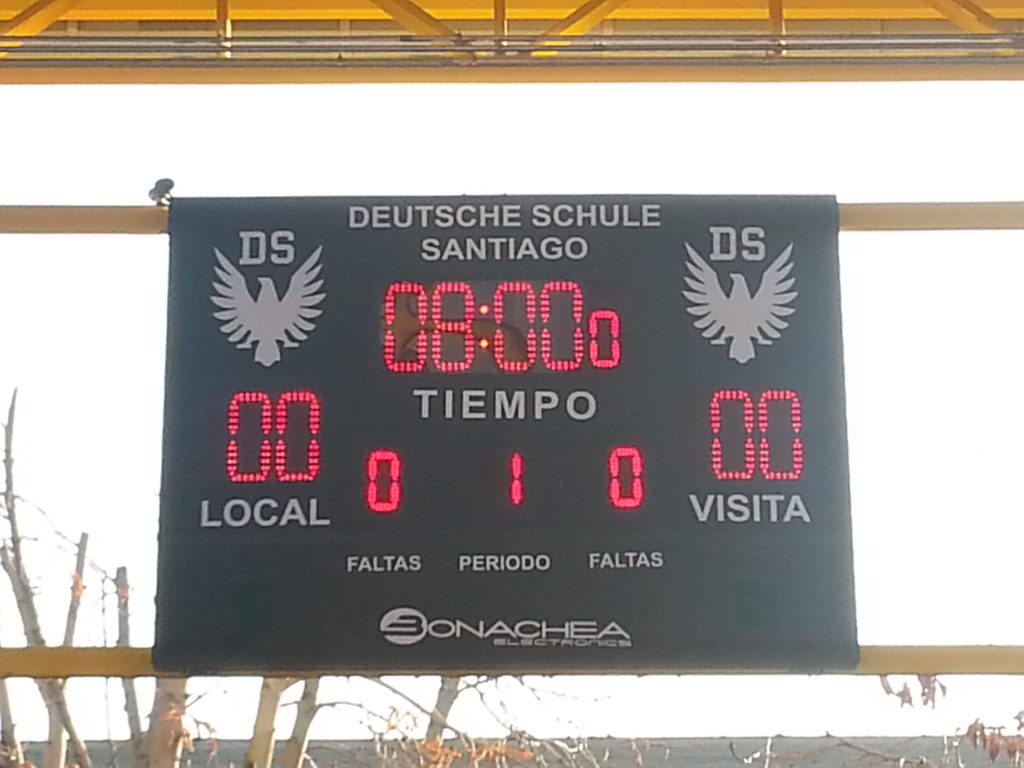 DEUTSCHE SCHULE
SANTIAGO
DS
DS
08:000
TIEMPO
00
00
LOCAL
VISITA
0 1 0
FALTAS PERIODO FALTAS
BONACHEA
ELECTRONICS